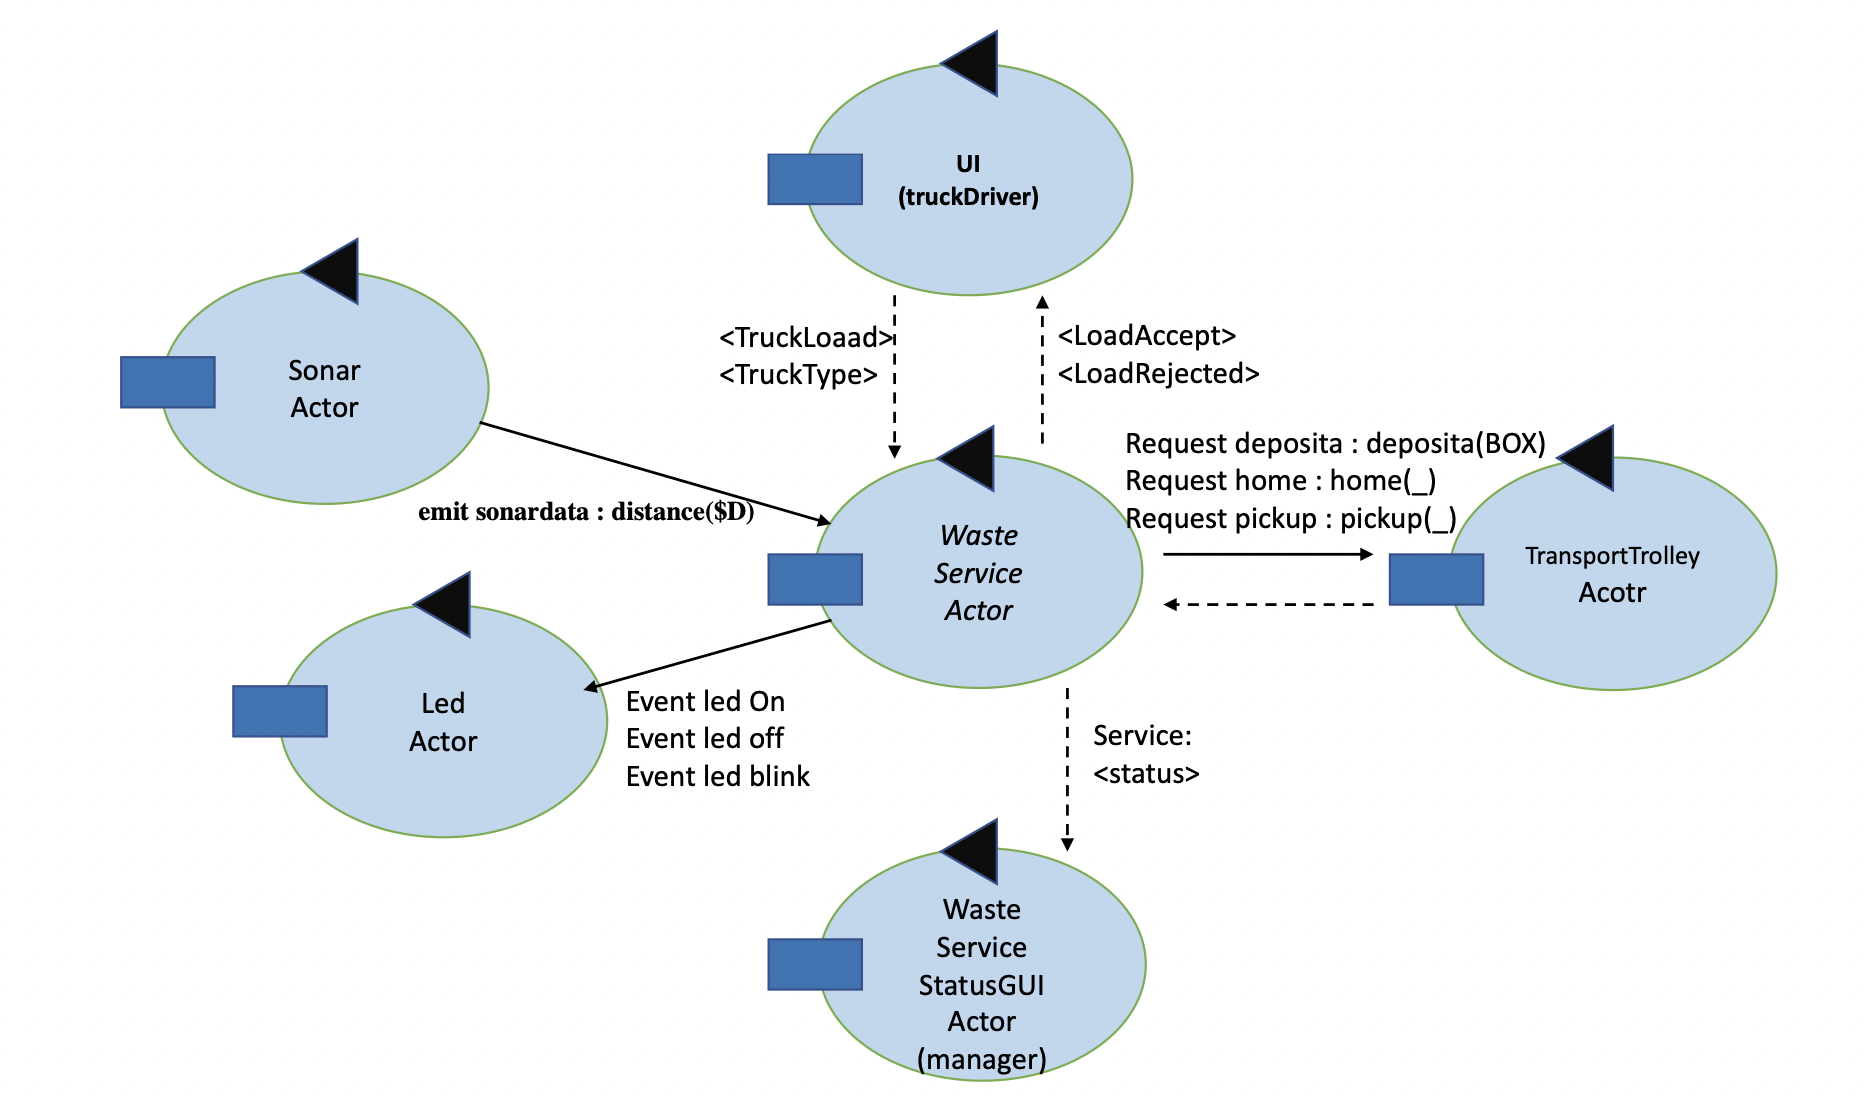 UI
(truckDriver)
<TruckLoaad>
<TruckType>
<LoadAccept>
<LoadRejected>
Sonar
Actor
emit sonardata : distance($D)
Request deposita : deposita(BOX)
Request home : home(_)
Request pickup : pickup(_)
Waste
Service
Actor
TransportTrolley
Acotr
Led
Actor
Event led On
Event led off
Event led blink
Service:
<status>
Waste
Service
StatusGUI
Actor
(manager)